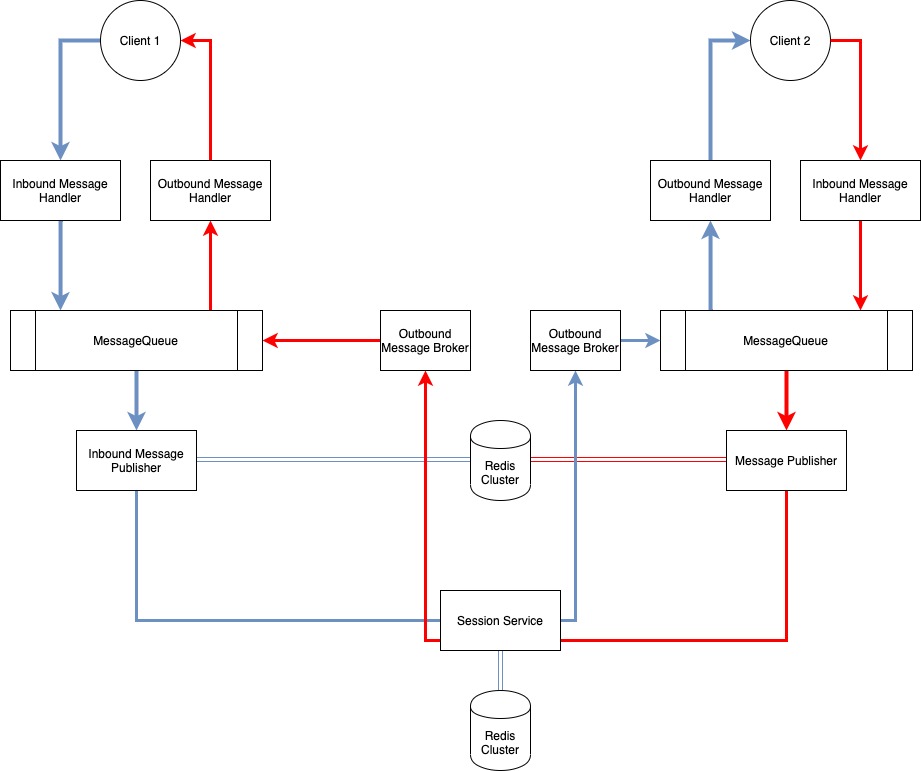 Client 1
Client 2
Inbound Message
Handler
Outbound Message
Handler
Outbound Message
Handler
Inbound Message
Handler
MessageQueue
Outbound
Message Broker
Outbound
Message Broker
MessageQueue
Inbound Message
Publisher
Redis
Cluster
Message Publisher
Session Service
Redis
Cluster